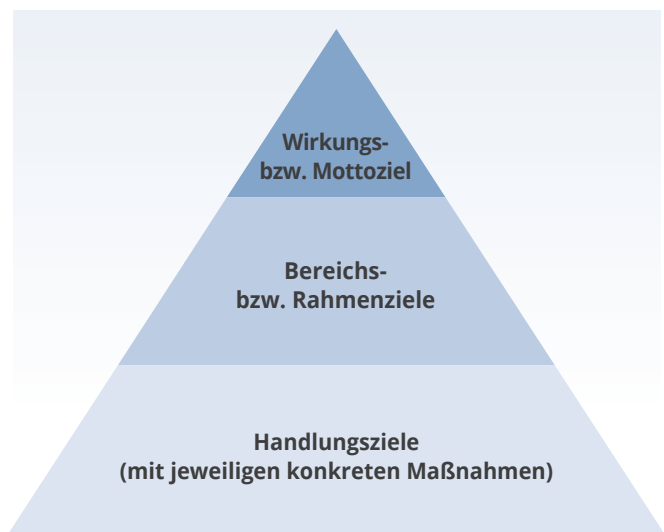 Wirkungs-
bzw. Mottoziel
Bereichs-
bzw. Rahmenziele
Handlungsziele
(mit jeweiligen konkreten Maßnahmen)